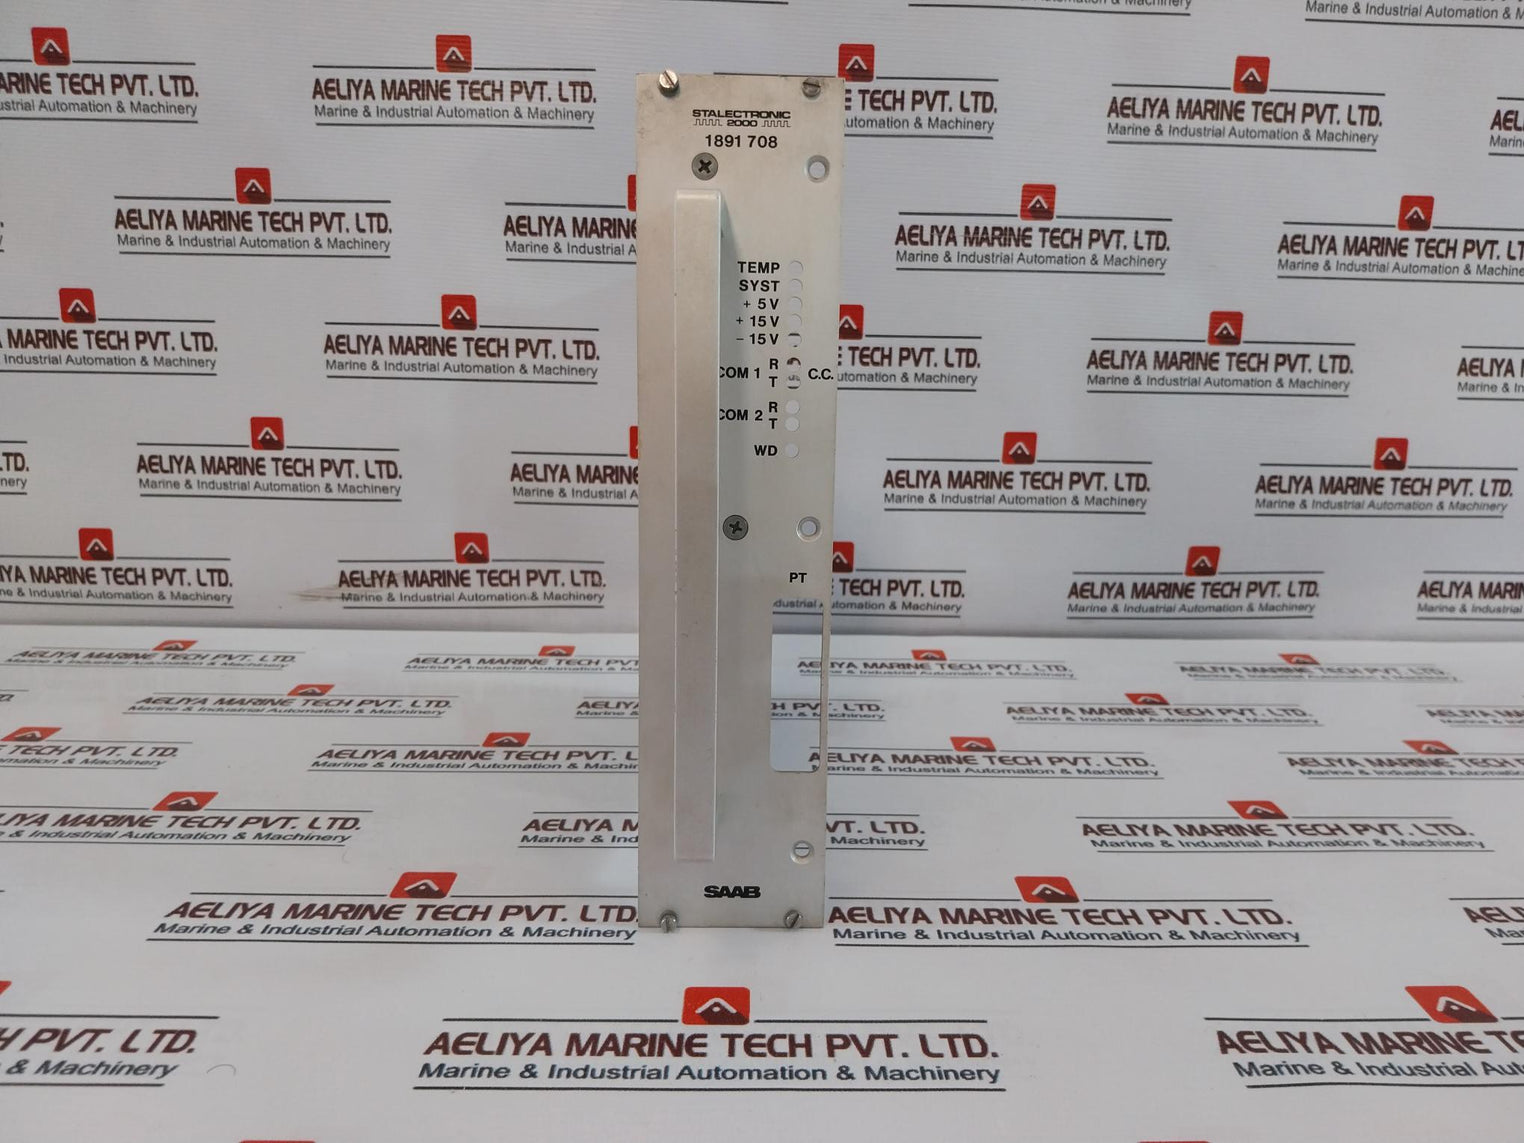 STALECTRONIC
2000
1891 708
TEMP
SYST
+ 5 V
+ 15 V
- 15 V
COM 1 R
T
C.C.
COM 2 R
T
WD
PT
SAAB
AELIYA MARINE TECH PVT. LTD.
Marine & Industrial Automation & Machinery